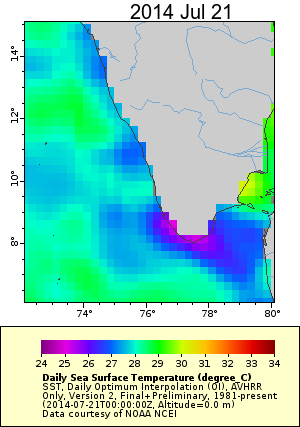 2014 Jul 21
14°
12°
10°
8°
74° 76° 78° 80°
24 25 26 27 28 29 30 31 32 33 34
Daily Sea Surface Temperature (degree_C)
SST, Daily Optimum Interpolation (OI), AVHRR
Only, Version 2, Final+Preliminary, 1981-present
(2014-07-21T00:00:00Z, Altitude=0.0 m)
Data courtesy of NOAA NCEI